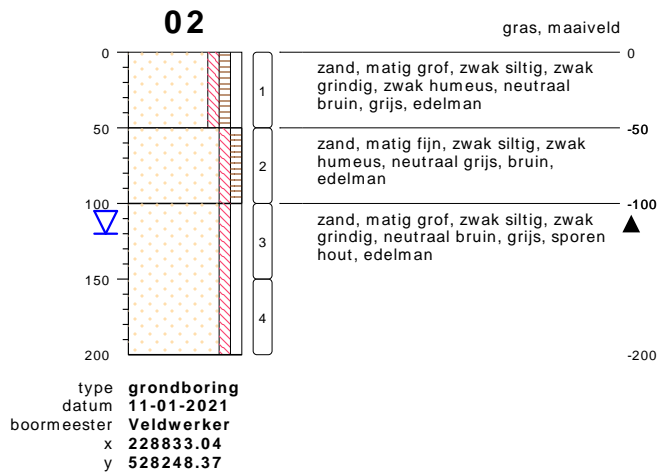 02
gras, maaiveld
0
0
zand, matig grof, zwak siltig, zwak
grindig, zwak humeus, neutraal
bruin, grijs, edelman
1
50
-50
zand, matig fijn, zwak siltig, zwak
humeus, neutraal grijs, bruin,
edelman
2
100
-100
zand, matig grof, zwak siltig, zwak
grindig, neutraal bruin, grijs, sporen
hout, edelman
3
150
4
200
-200
type grondboring
datum 11-01-2021
boormeester Veldwerker
x 228833.04
y 528248.37